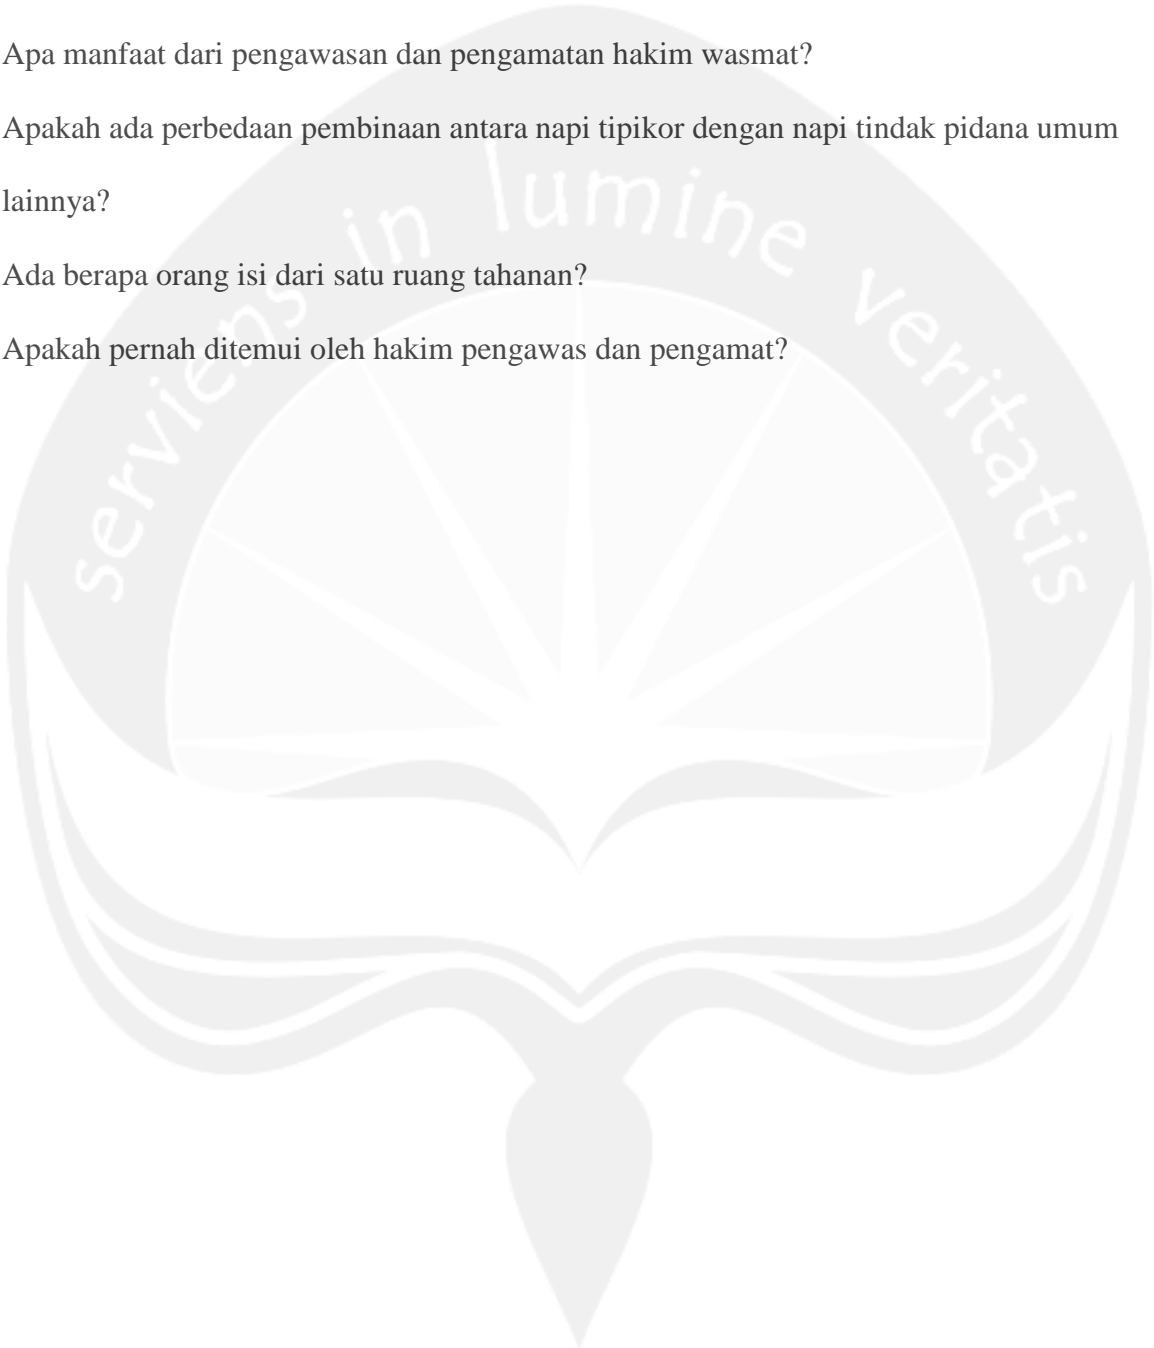 Apa manfaat dari pengawasan dan pengamatan hakim wasmat?
Apakah ada perbedaan pembinaan antara napi tipikor dengan napi tindak pidana umum
lainnya?
Ada berapa orang isi dari satu ruang tahanan?
Apakah pernah ditemui oleh hakim pengawas dan pengamat?
serviens in lumine veritatis